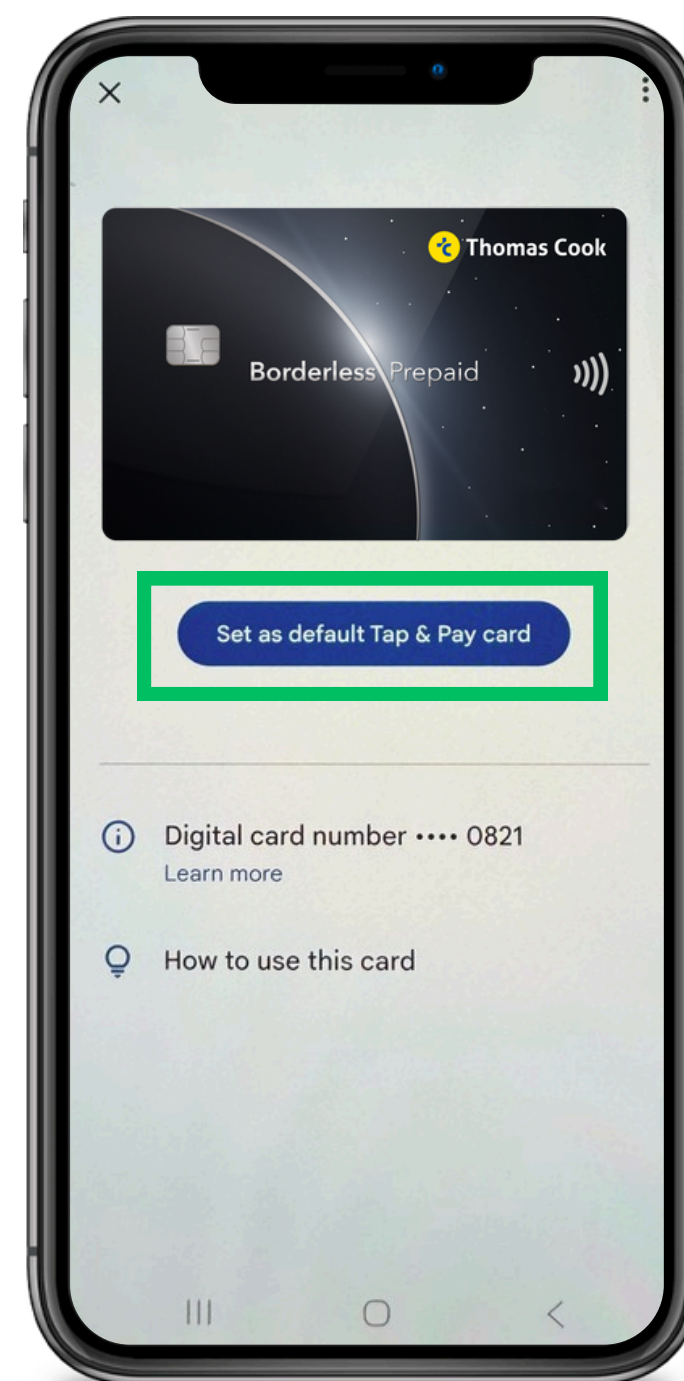 Thomas Cook
Borderless Prepaid
Set as default Tap & Pay card
Digital card number •••• 0821
Learn more
How to use this card